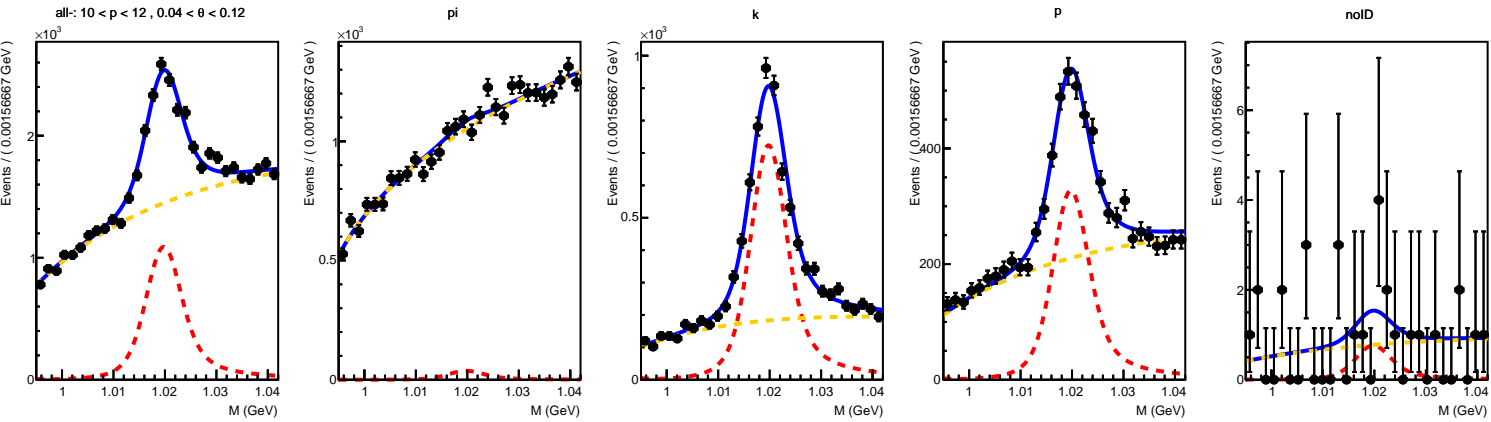 all-: 10 < p < 12 , 0.04 < θ < 0.12
×10³
Events / ( 0.00156667 GeV )
2
1
0
1 1.01 1.02 1.03 1.04
M (GeV)
pi
×10³
Events / ( 0.00156667 GeV )
1
0.5
0
1 1.01 1.02 1.03 1.04
M (GeV)
k
×10³
Events / ( 0.00156667 GeV )
1
0.5
0
1 1.01 1.02 1.03 1.04
M (GeV)
p
Events / ( 0.00156667 GeV )
400
200
0
1 1.01 1.02 1.03 1.04
M (GeV)
noID
Events / ( 0.00156667 GeV )
6
4
2
0
1 1.01 1.02 1.03 1.04
M (GeV)